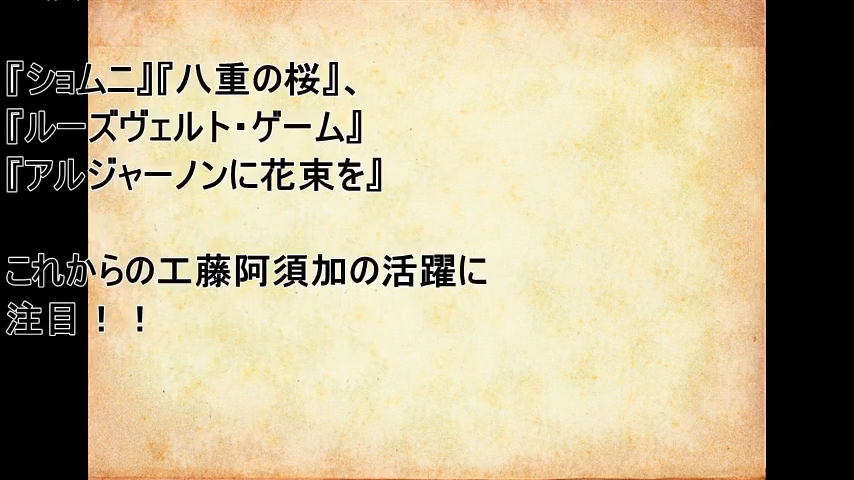 『ショムニ』『八重の桜』、
『ルーズヴェルト・ゲーム』
『アルジャーノンに花束を』
これからの工藤阿須加の活躍に
注目！！